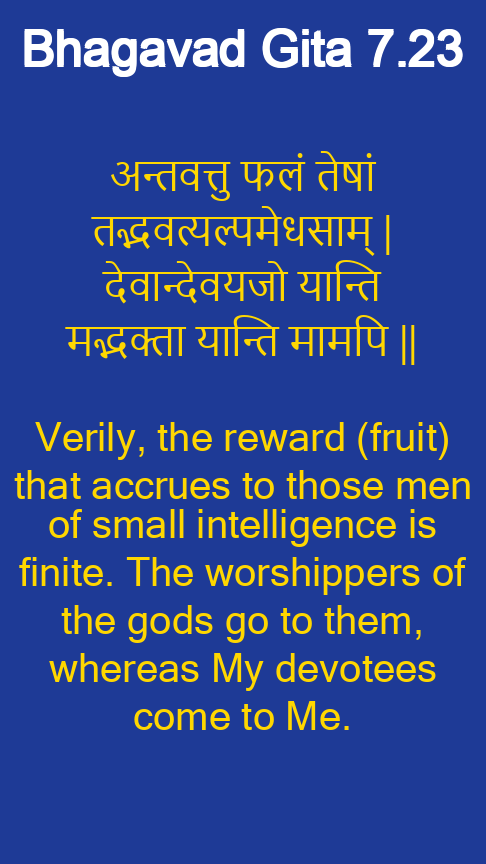 Bhagavad Gita 7.23
अन्तवत्तु फलं तेषां
तद्भवत्यल्पमेधसाम् |
देवान्देवयजो यान्ति
मद्भक्ता यान्ति मामपि ||
Verily, the reward (fruit)
that accrues to those men
of small intelligence is
finite. The worshippers of
the gods go to them,
whereas My devotees
come to Me.